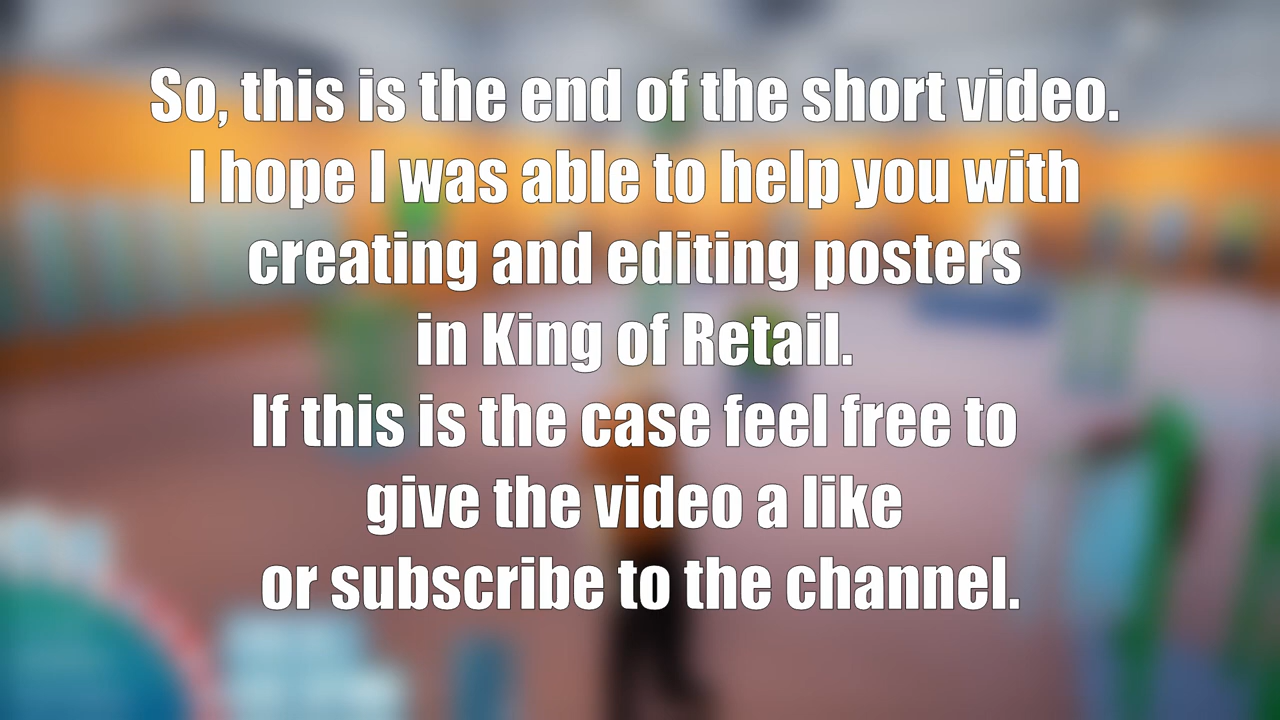 So, this is the end of the short video.
I hope I was able to help you with
creating and editing posters
in King of Retail.
If this is the case feel free to
give the video a like
or subscribe to the channel.